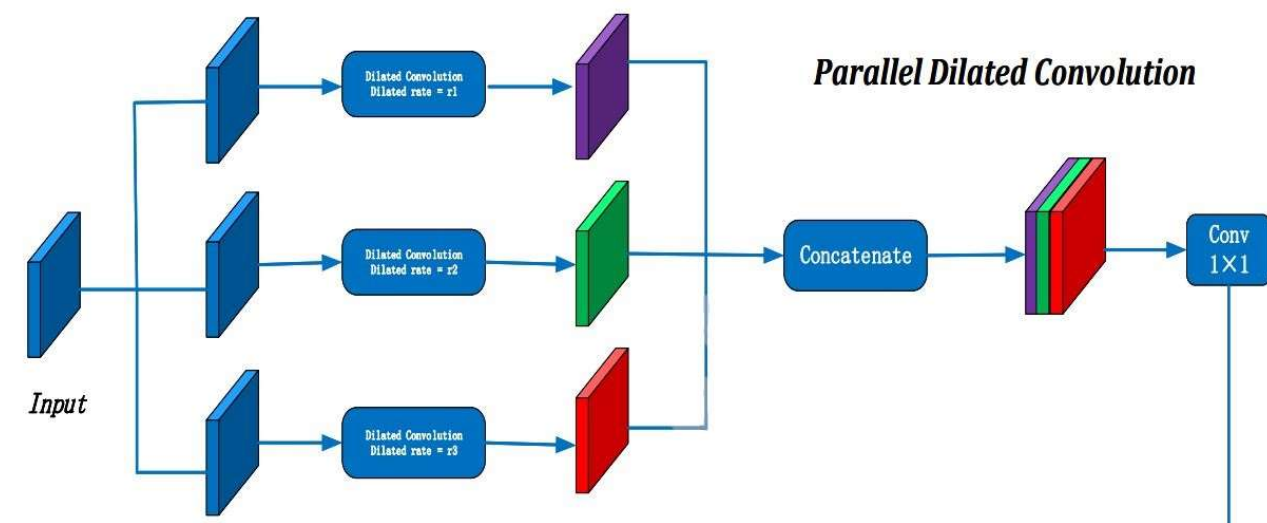 Parallel Dilated Convolution
Dilated Convolution
Dilated rate = r1
Dilated Convolution
Dilated rate = r2
Dilated Convolution
Dilated rate = r3
Concatenate
Conv
1×1
Input